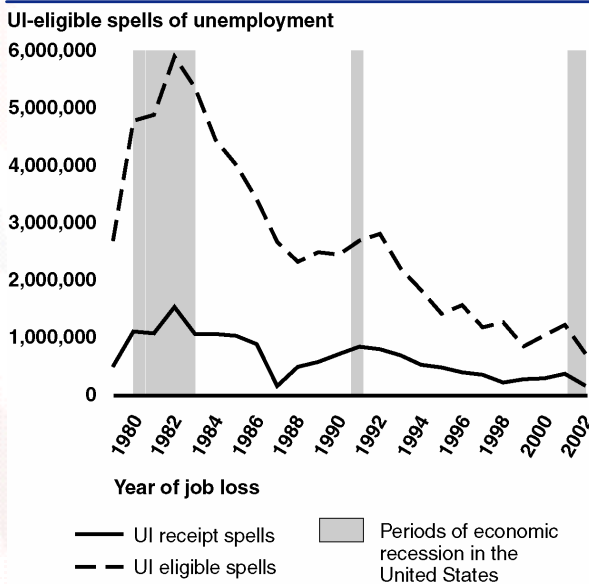 UI-eligible spells of unemployment
6,000,000
5,000,000
4,000,000
3,000,000
2,000,000
1,000,000
0
1980 1982 1984 1986 1988 1990 1992 1994 1996 1998 2000 2002
Year of job loss
UI receipt spells
UI eligible spells
Periods of economic
recession in the
United States